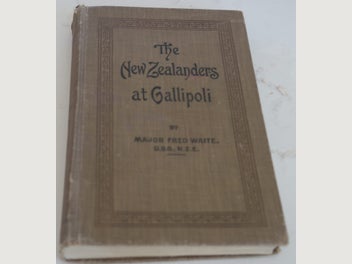 The
New Zealanders
at Gallipoli
BY
MAJOR FRED WAITE,
D.S.O., N.Z.E.